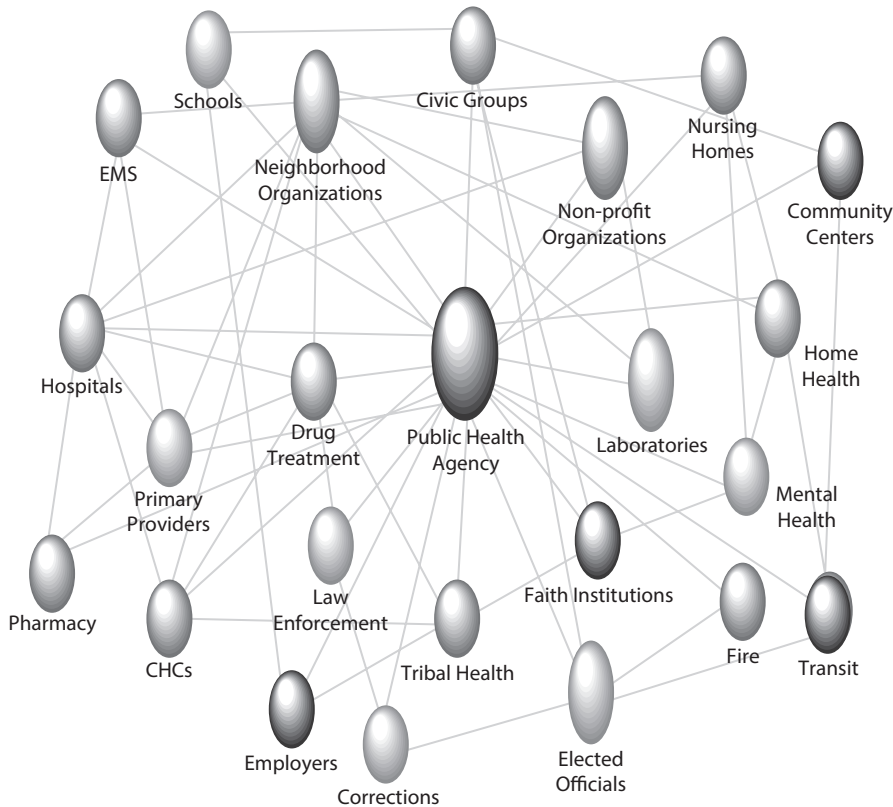 Schools
Civic Groups
Nursing
Homes
EMS
Neighborhood
Organizations
Non-profit
Organizations
Community
Centers
Hospitals
Drug
Treatment
Public Health
Agency
Laboratories
Home
Health
Primary
Providers
Mental
Health
Pharmacy
CHCs
Law
Enforcement
Tribal Health
Faith Institutions
Fire
Transit
Employers
Corrections
Elected
Officials